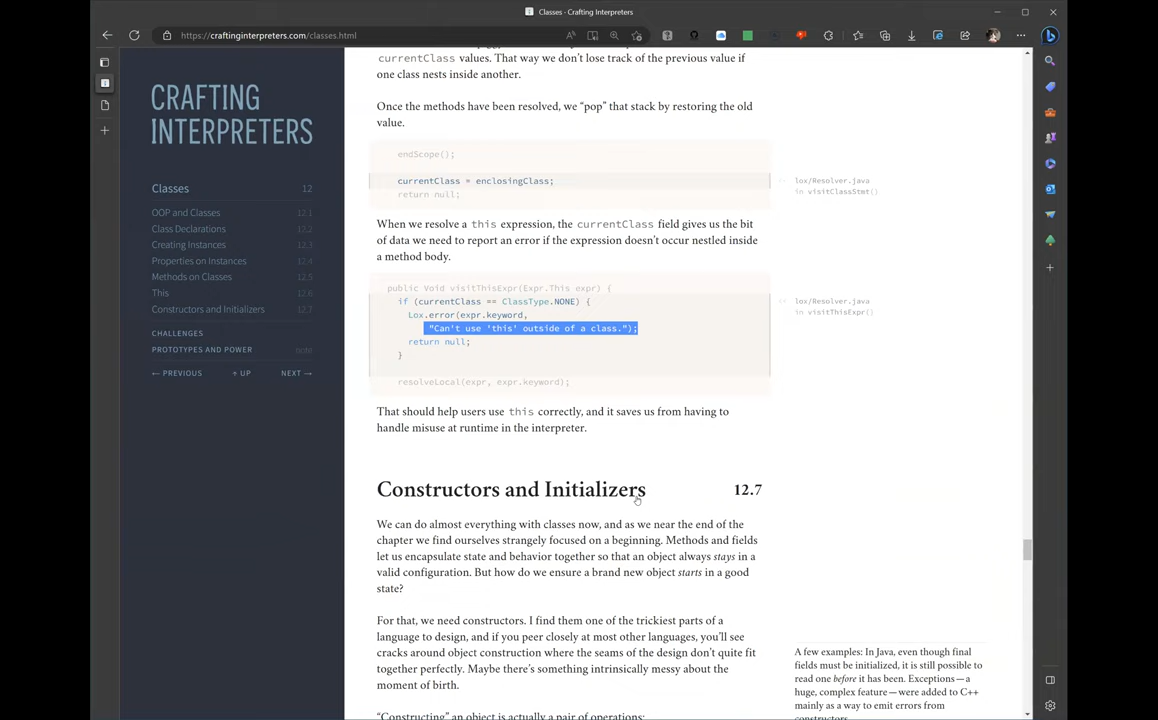 Classes · Crafting Interpreters
https://craftinginterpreters.com/classes.html
CRAFTING
INTERPRETERS
Classes 12
OOP and Classes 12.1
Class Declarations 12.2
Creating Instances 12.3
Properties on Instances 12.4
Methods on Classes 12.5
This 12.6
Constructors and Initializers 12.7
CHALLENGES
PROTOTYPES AND POWER note
← PREVIOUS ↑ UP NEXT →
currentClass values. That way we don’t lose track of the previous value if
one class nests inside another.
Once the methods have been resolved, we “pop” that stack by restoring the old
value.
endScope();
currentClass = enclosingClass;
return null;
lox/Resolver.java
in visitClassStmt()
When we resolve a this expression, the currentClass field gives us the bit
of data we need to report an error if the expression doesn’t occur nestled inside
a method body.
public Void visitThisExpr(Expr.This expr) {
if (currentClass == ClassType.NONE) {
Lox.error(expr.keyword,
"Can't use 'this' outside of a class.");
return null;
}
resolveLocal(expr, expr.keyword);
lox/Resolver.java
in visitThisExpr()
That should help users use this correctly, and it saves us from having to
handle misuse at runtime in the interpreter.
Constructors and Initializers 12.7
We can do almost everything with classes now, and as we near the end of the
chapter we find ourselves strangely focused on a beginning. Methods and fields
let us encapsulate state and behavior together so that an object always stays in a
valid configuration. But how do we ensure a brand new object starts in a good
state?
For that, we need constructors. I find them one of the trickiest parts of a
language to design, and if you peer closely at most other languages, you’ll see
cracks around object construction where the seams of the design don’t quite fit
together perfectly. Maybe there’s something intrinsically messy about the
moment of birth.
“Constructing” an object is actually a pair of operations:
A few examples: In Java, even though final
fields must be initialized, it is still possible to
read one before it has been. Exceptions—a
huge, complex feature—were added to C++
mainly as a way to emit errors from
constructors.